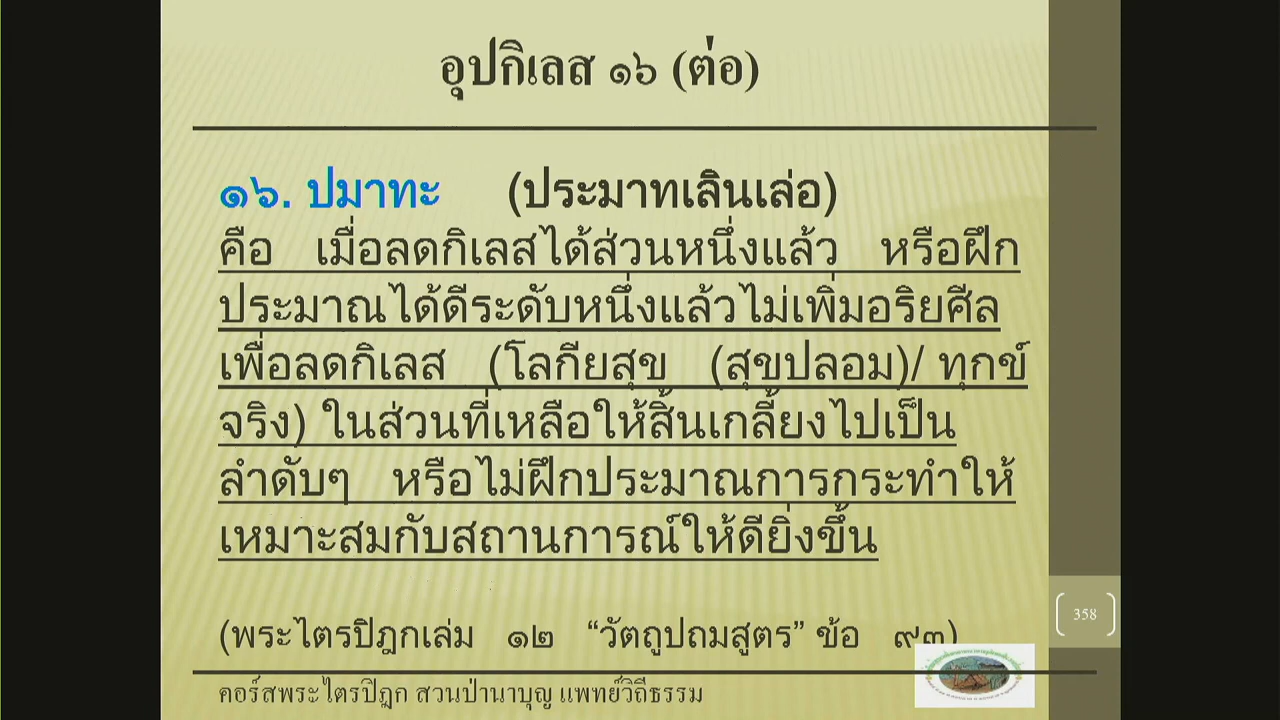 อุปกิเลส ๑๖ (ต่อ)
๑๖. ปมาทะ (ประมาทเลินเล่อ)
คือ เมื่อลดกิเลสได้ส่วนหนึ่งแล้ว หรือฝึก
ประมาณได้ดีระดับหนึ่งแล้วไม่เพิ่มอริยศีล
เพื่อลดกิเลส (โลกียสุข (สุขปลอม)/ ทุกข์
จริง) ในส่วนที่เหลือให้สิ้นเกลี้ยงไปเป็น
ลำดับๆ หรือไม่ฝึกประมาณการกระทำให้
เหมาะสมกับสถานการณ์ให้ดียิ่งขึ้น
358
(พระไตรปิฎกเล่ม ๑๒ “วัตถูปถมสูตร” ข้อ ๙๓)
คอร์สพระไตรปิฎก สวนป่านาบุญ แพทย์วิถีธรรม